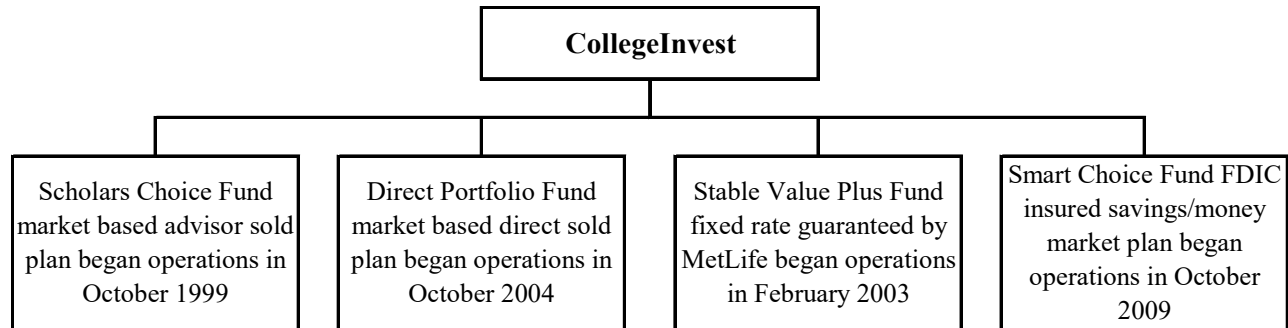 CollegeInvest
Scholars Choice Fund
market based advisor sold
plan began operations in
October 1999
Direct Portfolio Fund
market based direct sold
plan began operations in
October 2004
Stable Value Plus Fund
fixed rate guaranteed by
MetLife began operations
in February 2003
Smart Choice Fund FDIC
insured savings/money
market plan began
operations in October
2009